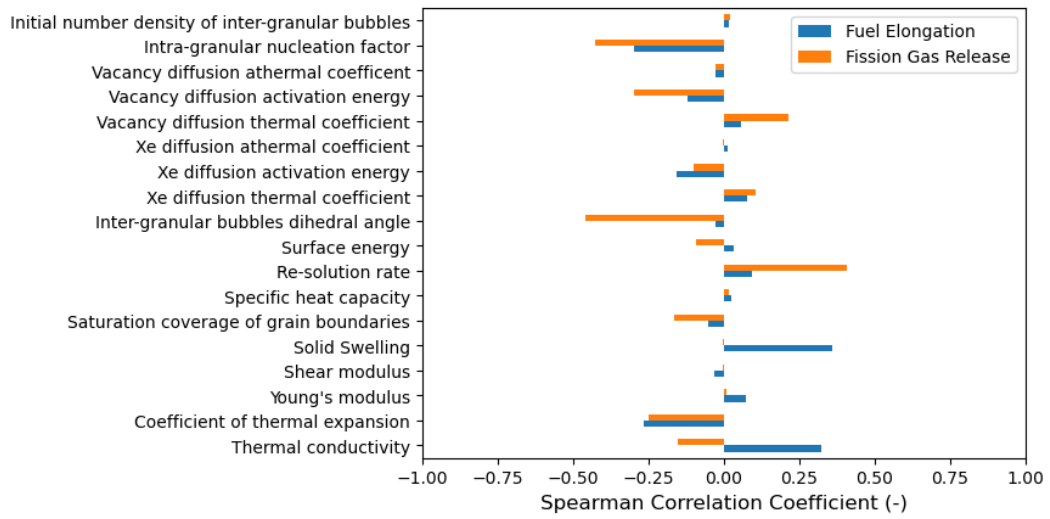 Initial number density of inter-granular bubbles
Intra-granular nucleation factor
Vacancy diffusion athermal coefficent
Vacancy diffusion activation energy
Vacancy diffusion thermal coefficient
Xe diffusion athermal coefficient
Xe diffusion activation energy
Xe diffusion thermal coefficient
Inter-granular bubbles dihedral angle
Surface energy
Re-solution rate
Specific heat capacity
Saturation coverage of grain boundaries
Solid Swelling
Shear modulus
Young's modulus
Coefficient of thermal expansion
Thermal conductivity
Fuel Elongation
Fission Gas Release
−1.00 −0.75 −0.50 −0.25 0.00 0.25 0.50 0.75 1.00
Spearman Correlation Coefficient (-)